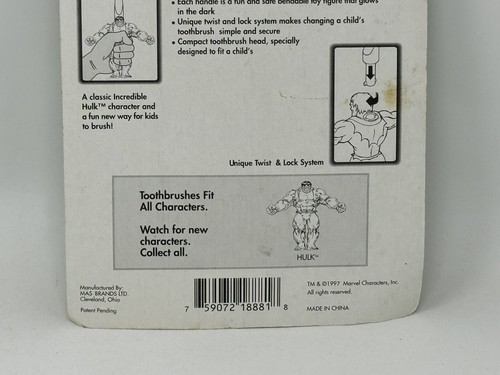 • Each handle is a fun and safe bendable toy figure that glows
in the dark
• Unique twist and lock system makes changing a child's
toothbrush simple and secure
• Compact toothbrush head, specially
designed to fit a child's
A classic Incredible
Hulk™ character and
a fun new way for kids
to brush!
Unique Twist & Lock System
Toothbrushes Fit
All Characters.
Watch for new
characters.
Collect all.
HULK™
Manufactured By:
MAS BRANDS LTD.
Cleveland, Ohio
Patent Pending
7 59072 18881 8
TM & ©1997 Marvel Characters, Inc.
All rights reserved.
MADE IN CHINA